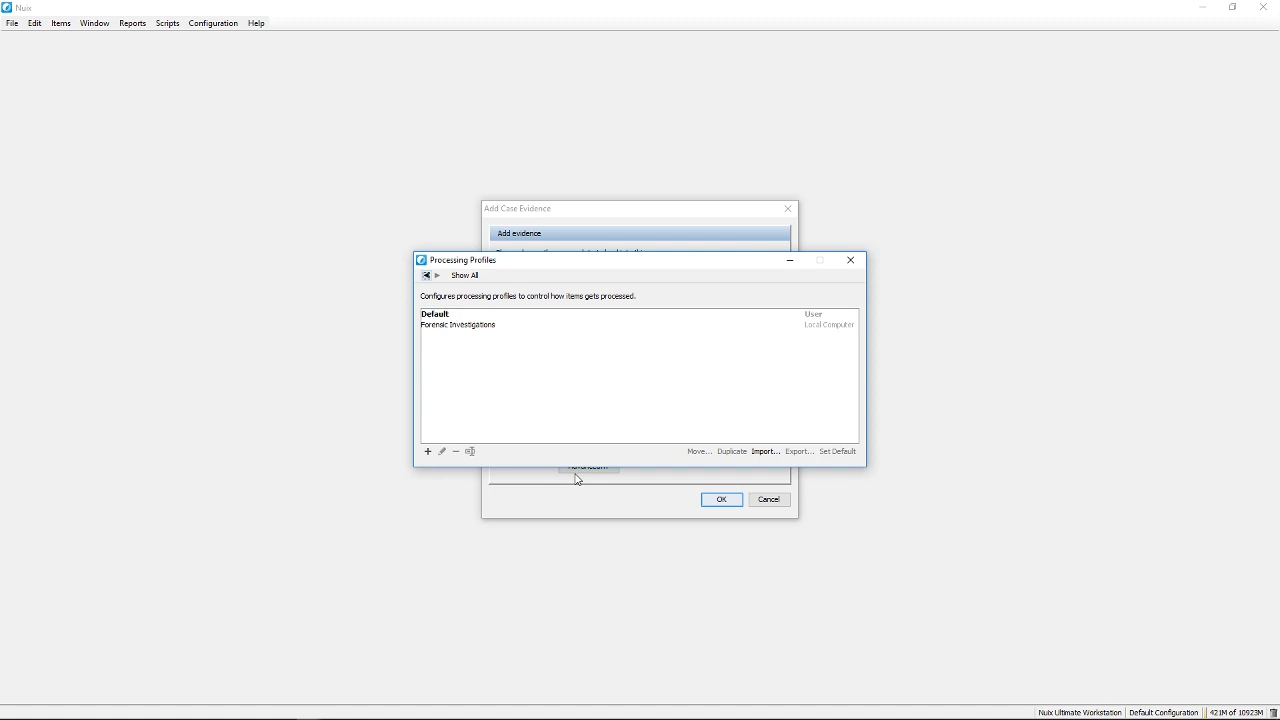 Nuix
File Edit Items Window Reports Scripts Configuration Help
Add Case Evidence
Add evidence
Processing Profiles
Show All
Configures processing profiles to control how items gets processed.
Default User
Forensic Investigations Local Computer
Move... Duplicate Import... Export... Set Default
OK Cancel
Nuix Ultimate Workstation Default Configuration 421M of 10923M